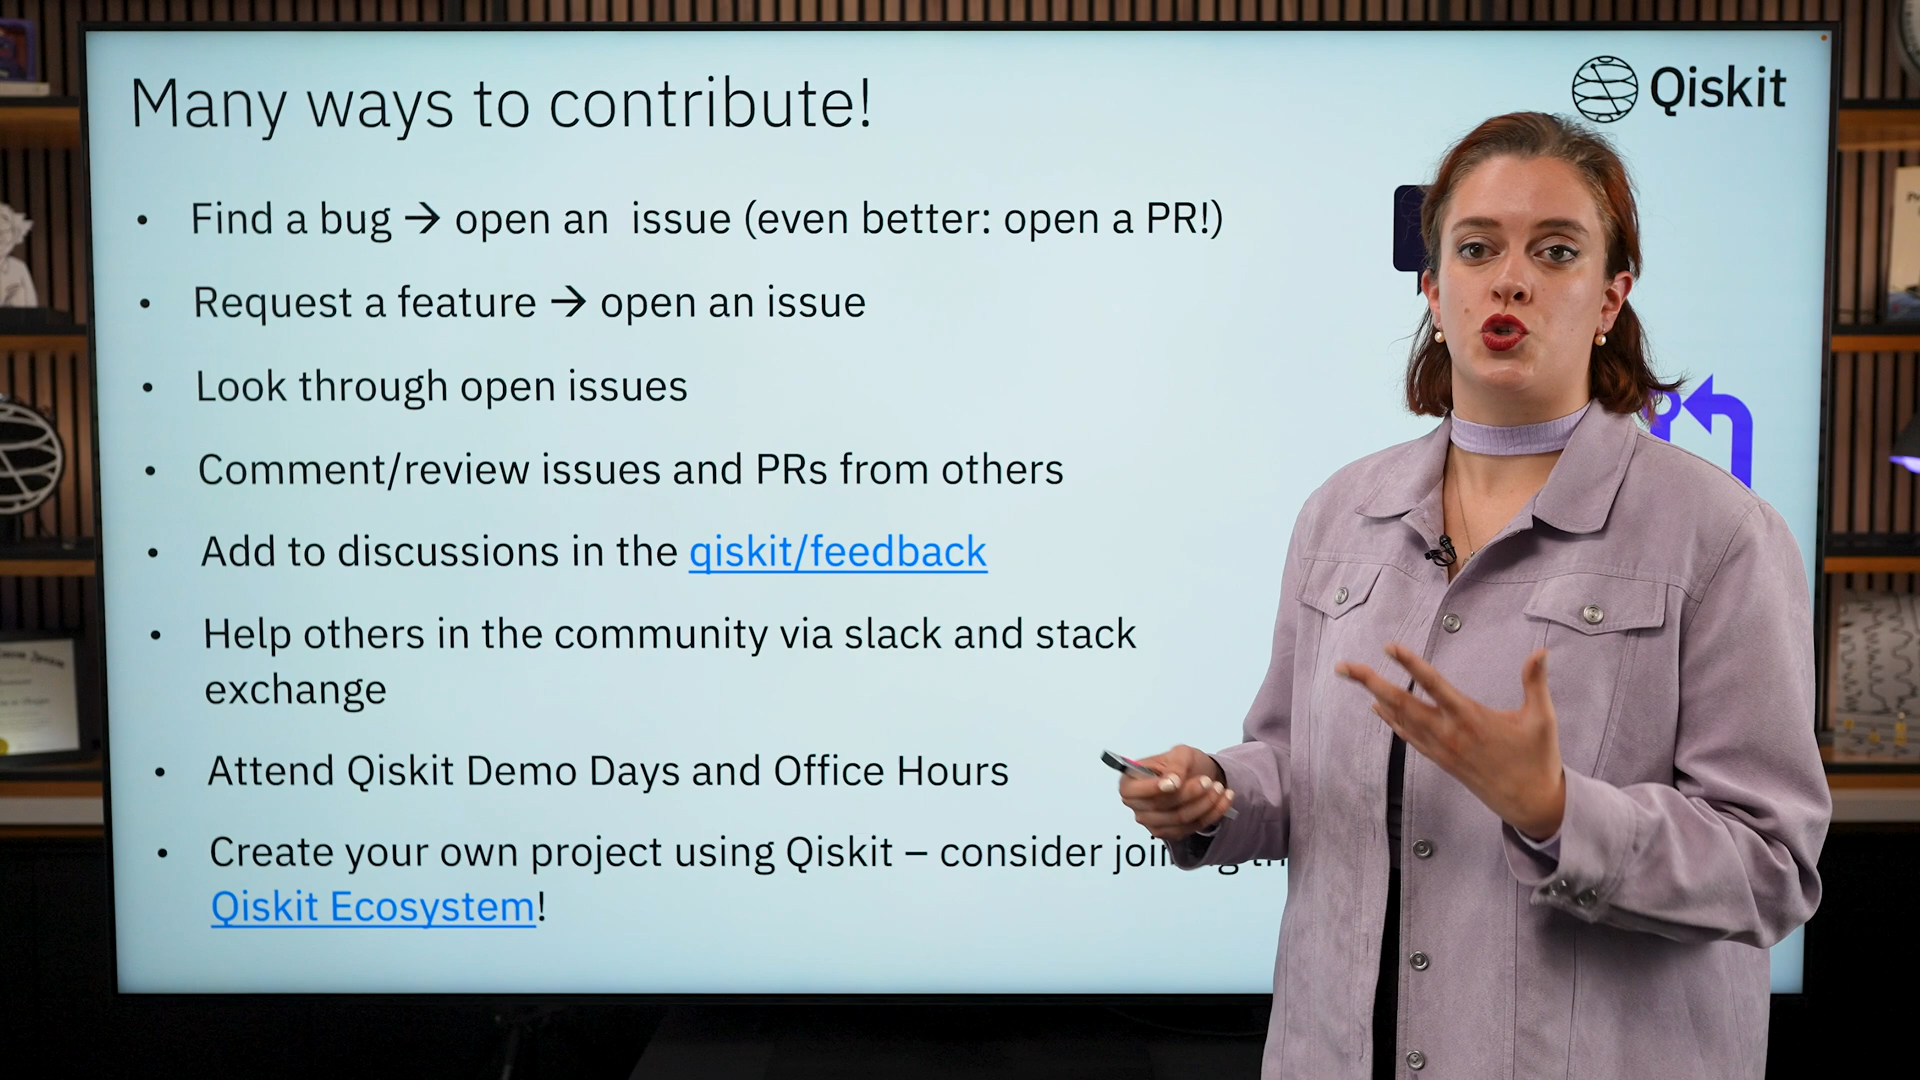 Many ways to contribute!
Qiskit
• Find a bug → open an issue (even better: open a PR!)
• Request a feature → open an issue
• Look through open issues
• Comment/review issues and PRs from others
• Add to discussions in the qiskit/feedback
• Help others in the community via slack and stack
exchange
• Attend Qiskit Demo Days and Office Hours
• Create your own project using Qiskit – consider
Qiskit Ecosystem!